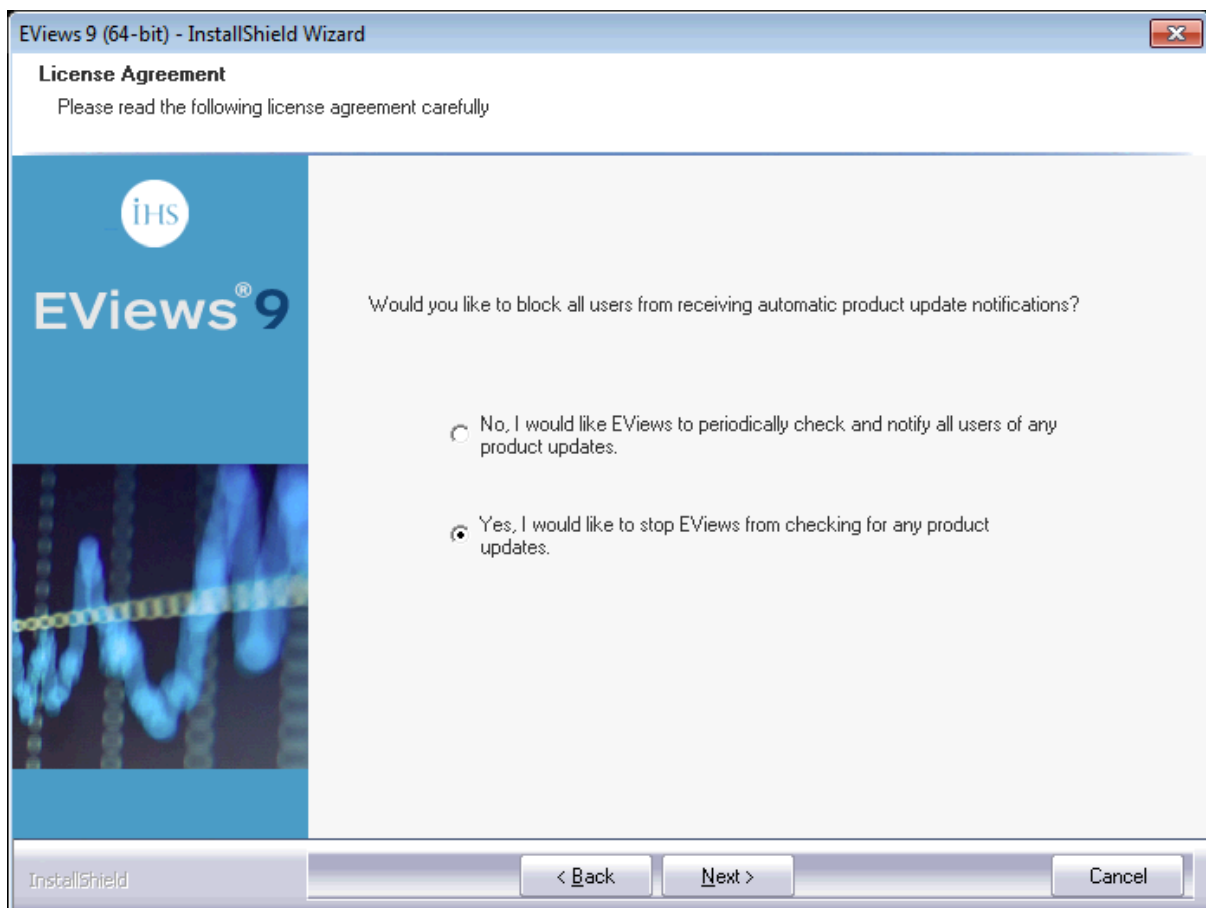 EViews 9 (64-bit) - InstallShield Wizard
License Agreement
Please read the following license agreement carefully
iHS
EViews®9
Would you like to block all users from receiving automatic product update notifications?
No, I would like EViews to periodically check and notify all users of any
product updates.
Yes, I would like to stop EViews from checking for any product
updates.
InstallShield
< Back
Next >
Cancel